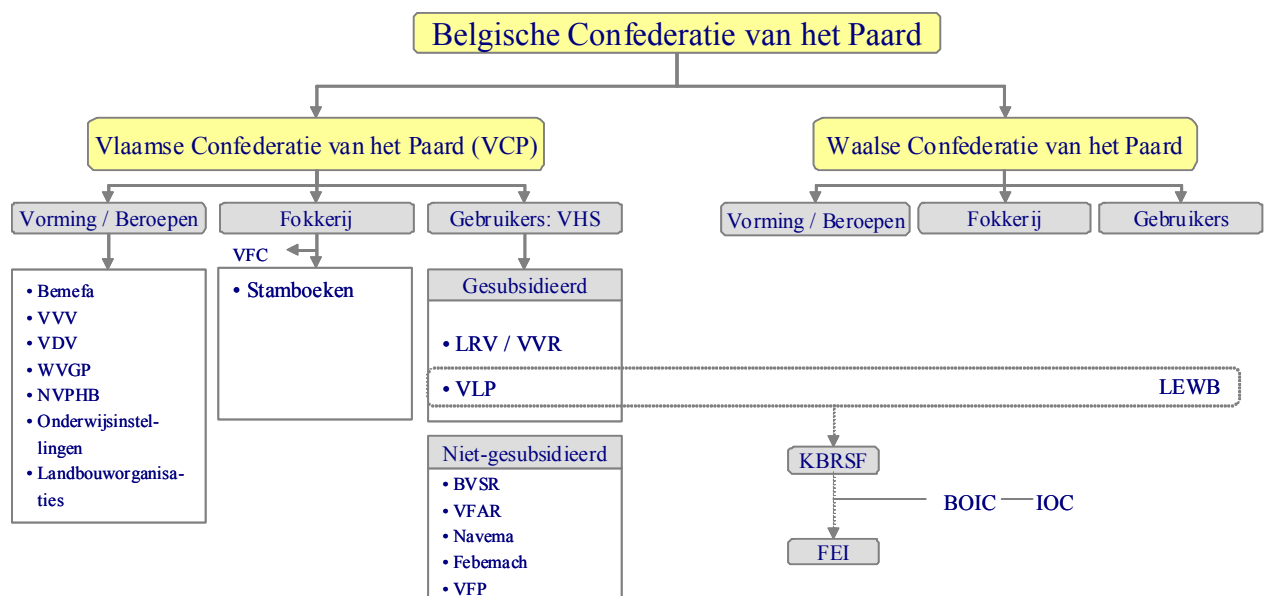 Belgische Confederatie van het Paard
Vlaamse Confederatie van het Paard (VCP)
Waalse Confederatie van het Paard
Vorming / Beroepen
Fokkerij
Gebruikers: VHS
Vorming / Beroepen
Fokkerij
Gebruikers
VFC
• Bemefa
• VVV
• VDV
• WVGP
• NVPHB
• Onderwijsinstel-
lingen
• Landbouworganisa-
ties
• Stamboeken
Gesubsidieerd
• LRV / VVR
• VLP
LEWB
Niet-gesubsidieerd
• BVSR
• VFAR
• Navema
• Febemach
• VFP
KBRSF
BOIC
IOC
FEI